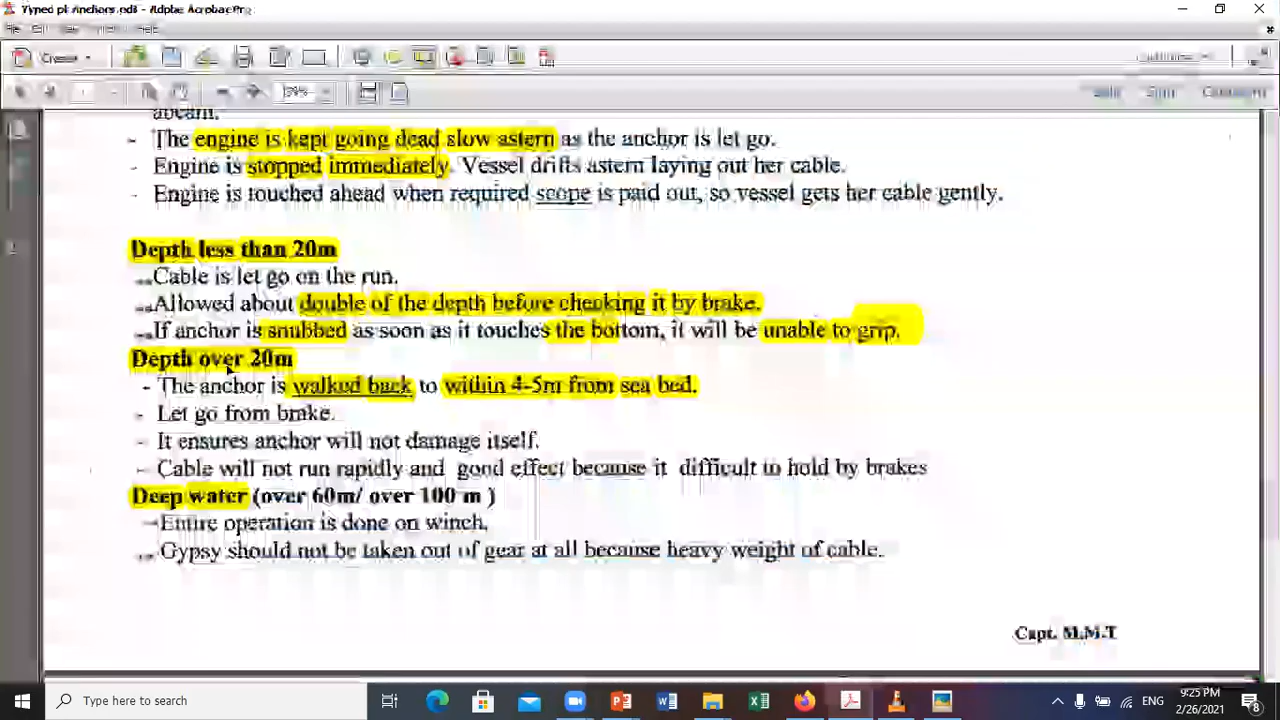 Create
139%
abeam.
- The engine is kept going dead slow astern as the anchor is let go.
- Engine is stopped immediately. Vessel drifts astern laying out her cable.
- Engine is touched ahead when required scope is paid out, so vessel gets her cable gently.
Depth less than 20m
Cable is let go on the run.
Allowed about double of the depth before checking it by brake.
If anchor is snubbed as soon as it touches the bottom, it will be unable to grip.
Depth over 20m
- The anchor is walked back to within 4-5m from sea bed.
- Let go from brake.
- It ensures anchor will not damage itself.
- Cable will not run rapidly and good effect because it difficult to hold by brakes
Deep water (over 60m/ over 100 m )
Entire operation is done on winch.
Gypsy should not be taken out of gear at all because heavy weight of cable.
Capt. M.M.T
Type here to search
ENG
9:25 PM
2/26/2021
8